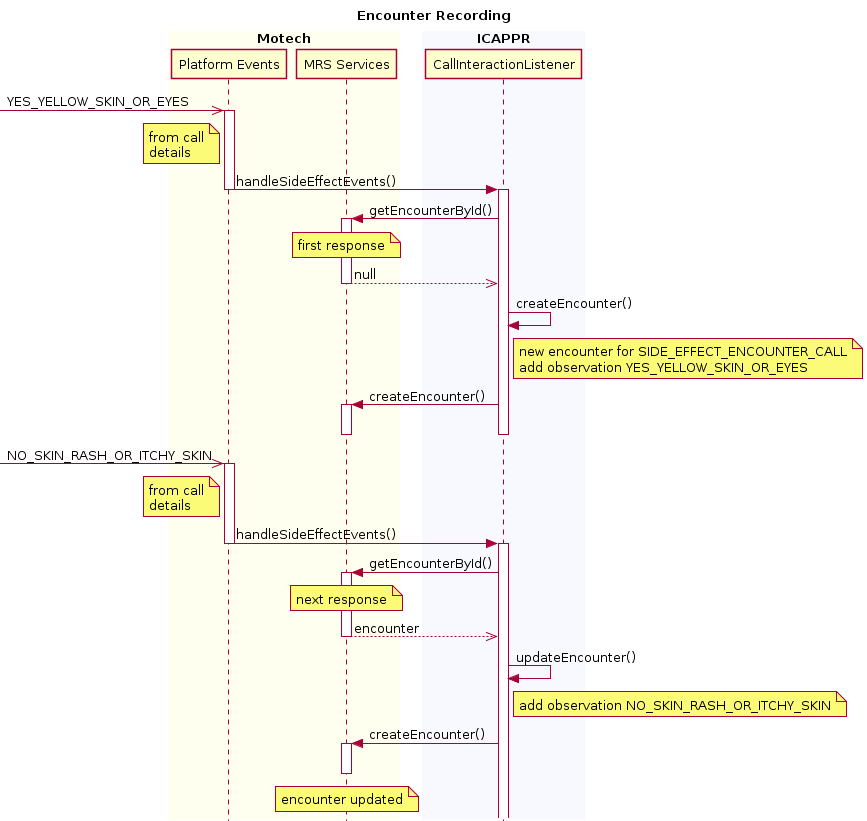 Encounter Recording
Motech
ICAPPR
Platform Events
MRS Services
CallInteractionListener
YES_YELLOW_SKIN_OR_EYES
from call
details
handleSideEffectEvents()
getEncounterById()
first response
null
createEncounter()
new encounter for SIDE_EFFECT_ENCOUNTER_CALL
add observation YES_YELLOW_SKIN_OR_EYES
createEncounter()
NO_SKIN_RASH_OR_ITCHY_SKIN
from call
details
handleSideEffectEvents()
getEncounterById()
next response
encounter
updateEncounter()
add observation NO_SKIN_RASH_OR_ITCHY_SKIN
createEncounter()
encounter updated